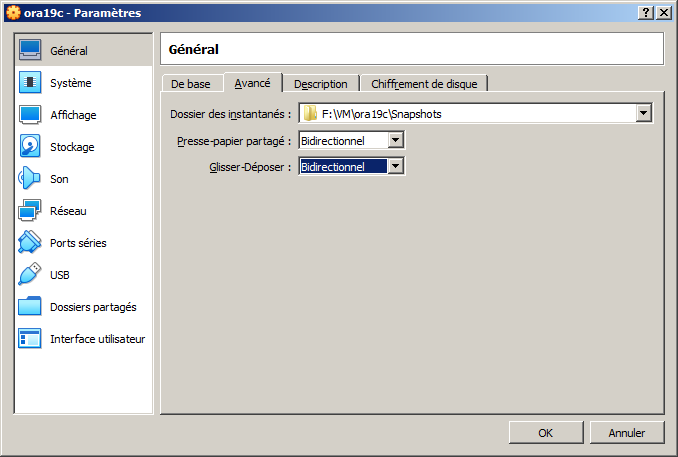 ora19c - Paramètres
Général
Système
Affichage
Stockage
Son
Réseau
Ports séries
USB
Dossiers partagés
Interface utilisateur
Général
De base Avancé Description Chiffrement de disque
Dossier des instantanés : F:\VM\ora19c\Snapshots
Presse-papier partagé : Bidirectionnel
Glisser-Déposer : Bidirectionnel
OK Annuler